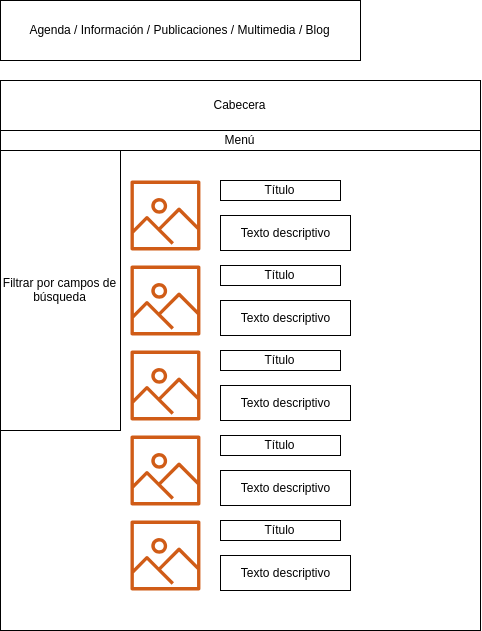 Agenda / Información / Publicaciones / Multimedia / Blog
Cabecera
Menú
Filtrar por campos de
búsqueda
Título
Texto descriptivo
Título
Texto descriptivo
Título
Texto descriptivo
Título
Texto descriptivo
Título
Texto descriptivo